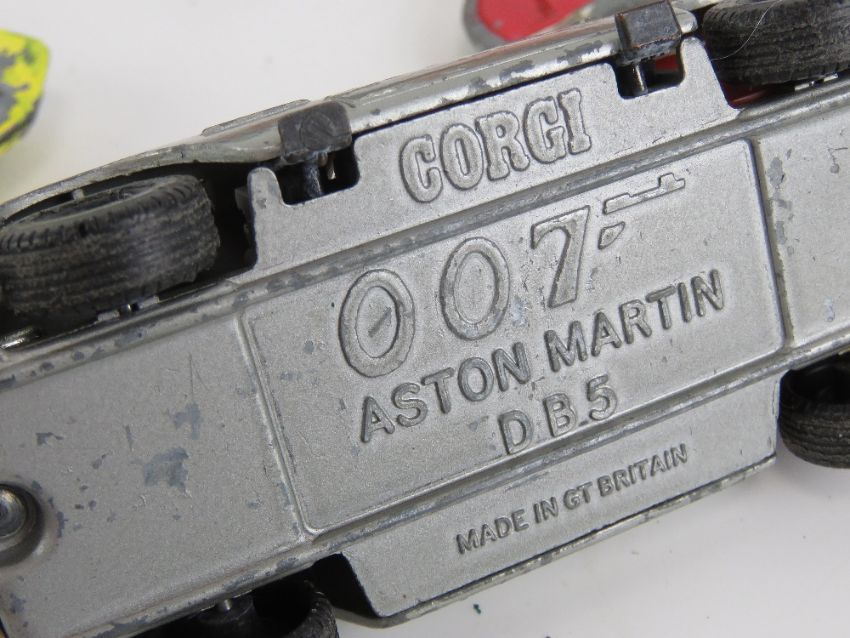 CORGI
007
ASTON MARTIN
DB5
MADE IN GT BRITAIN